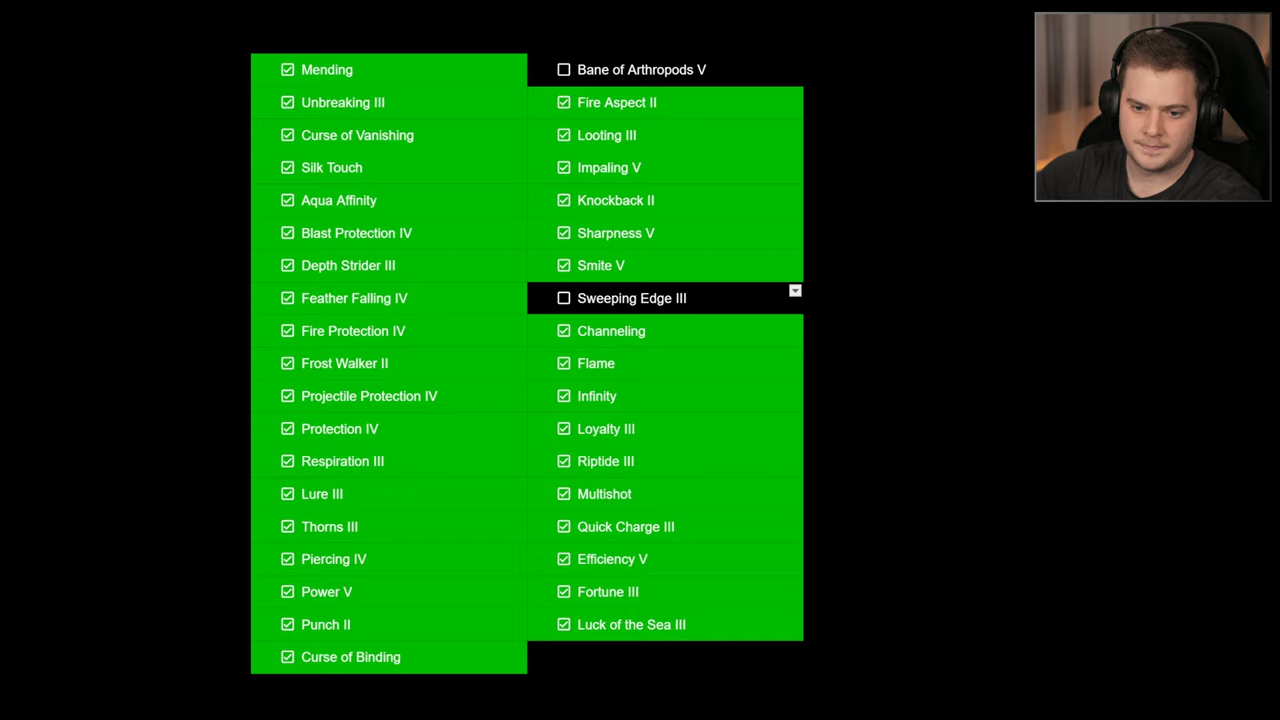 Mending
Unbreaking III
Curse of Vanishing
Silk Touch
Aqua Affinity
Blast Protection IV
Depth Strider III
Feather Falling IV
Fire Protection IV
Frost Walker II
Projectile Protection IV
Protection IV
Respiration III
Lure III
Thorns III
Piercing IV
Power V
Punch II
Curse of Binding
Bane of Arthropods V
Fire Aspect II
Looting III
Impaling V
Knockback II
Sharpness V
Smite V
Sweeping Edge III
Channeling
Flame
Infinity
Loyalty III
Riptide III
Multishot
Quick Charge III
Efficiency V
Fortune III
Luck of the Sea III